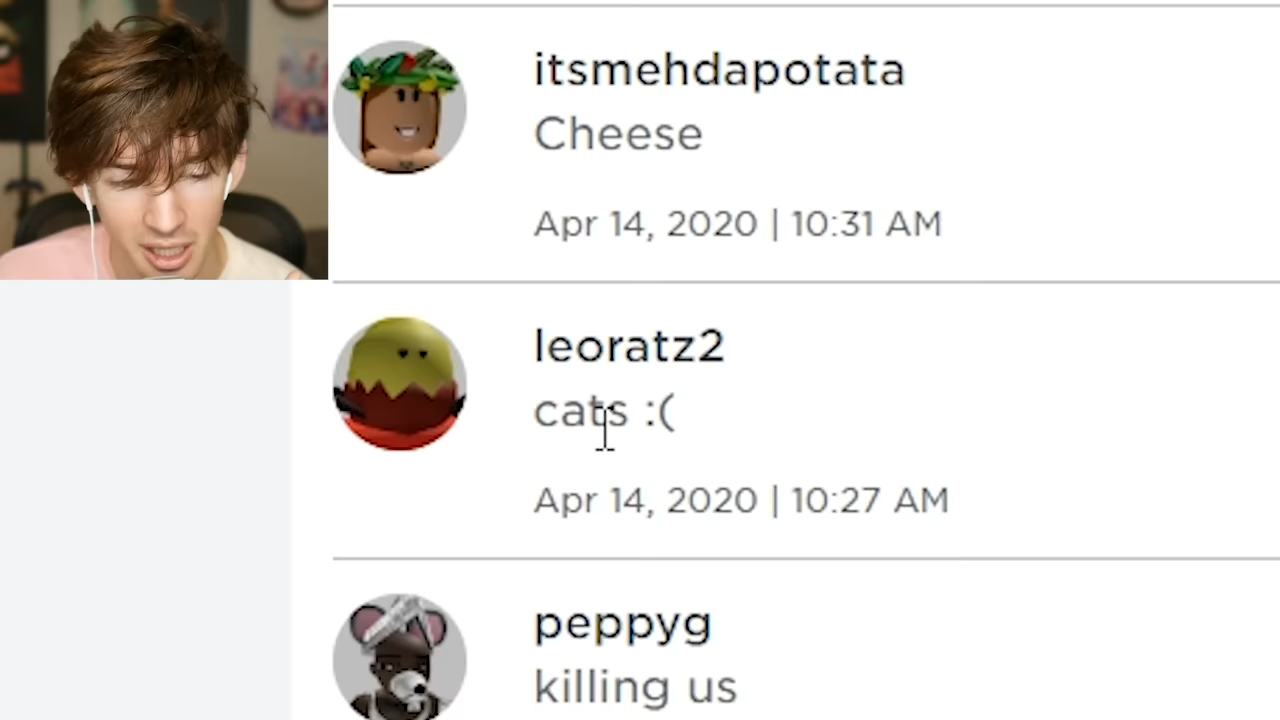 itsmehdapotata
Cheese
Apr 14, 2020 | 10:31 AM
leoratz2
cats :(
Apr 14, 2020 | 10:27 AM
peppyg
killing us